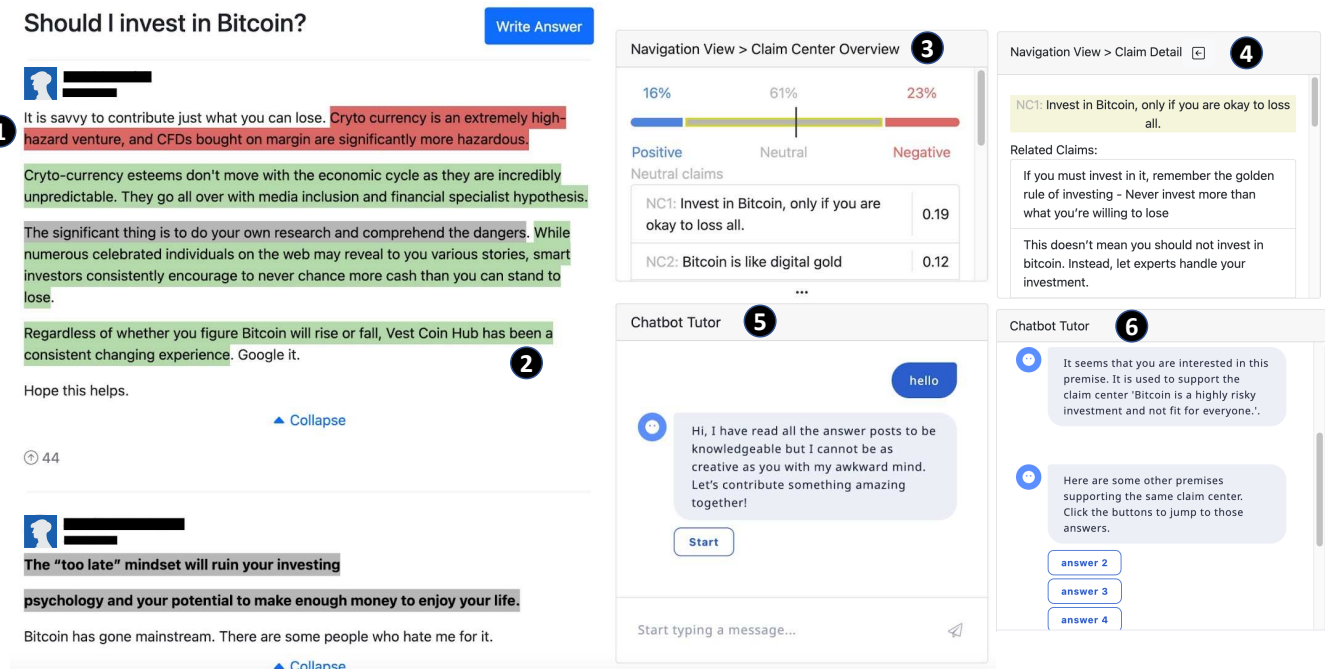 Should I invest in Bitcoin?
Write Answer
1
It is savvy to contribute just what you can lose. Cryto currency is an extremely high-
hazard venture, and CFDs bought on margin are significantly more hazardous.
Cryto-currency esteems don't move with the economic cycle as they are incredibly
unpredictable. They go all over with media inclusion and financial specialist hypothesis.
The significant thing is to do your own research and comprehend the dangers. While
numerous celebrated individuals on the web may reveal to you various stories, smart
investors consistently encourage to never chance more cash than you can stand to
lose.
Regardless of whether you figure Bitcoin will rise or fall, Vest Coin Hub has been a
consistent changing experience. Google it.
2
Hope this helps.
Collapse
44
The “too late” mindset will ruin your investing
psychology and your potential to make enough money to enjoy your life.
Bitcoin has gone mainstream. There are some people who hate me for it.
Collapse
Navigation View > Claim Center Overview
3
16% 61% 23%
Positive Neutral Negative
Neutral claims
NC1: Invest in Bitcoin, only if you are
okay to loss all.
0.19
NC2: Bitcoin is like digital gold 0.12
...
Navigation View > Claim Detail
4
NC1: Invest in Bitcoin, only if you are okay to loss
all.
Related Claims:
If you must invest in it, remember the golden
rule of investing - Never invest more than
what you're willing to lose
This doesn’t mean you should not invest in
bitcoin. Instead, let experts handle your
investment.
Chatbot Tutor
5
hello
Hi, I have read all the answer posts to be
knowledgeable but I cannot be as
creative as you with my awkward mind.
Let's contribute something amazing
together!
Start
Start typing a message...
Chatbot Tutor
6
It seems that you are interested in this
premise. It is used to support the
claim center 'Bitcoin is a highly risky
investment and not fit for everyone.'.
Here are some other premises
supporting the same claim center.
Click the buttons to jump to those
answers.
answer 2
answer 3
answer 4